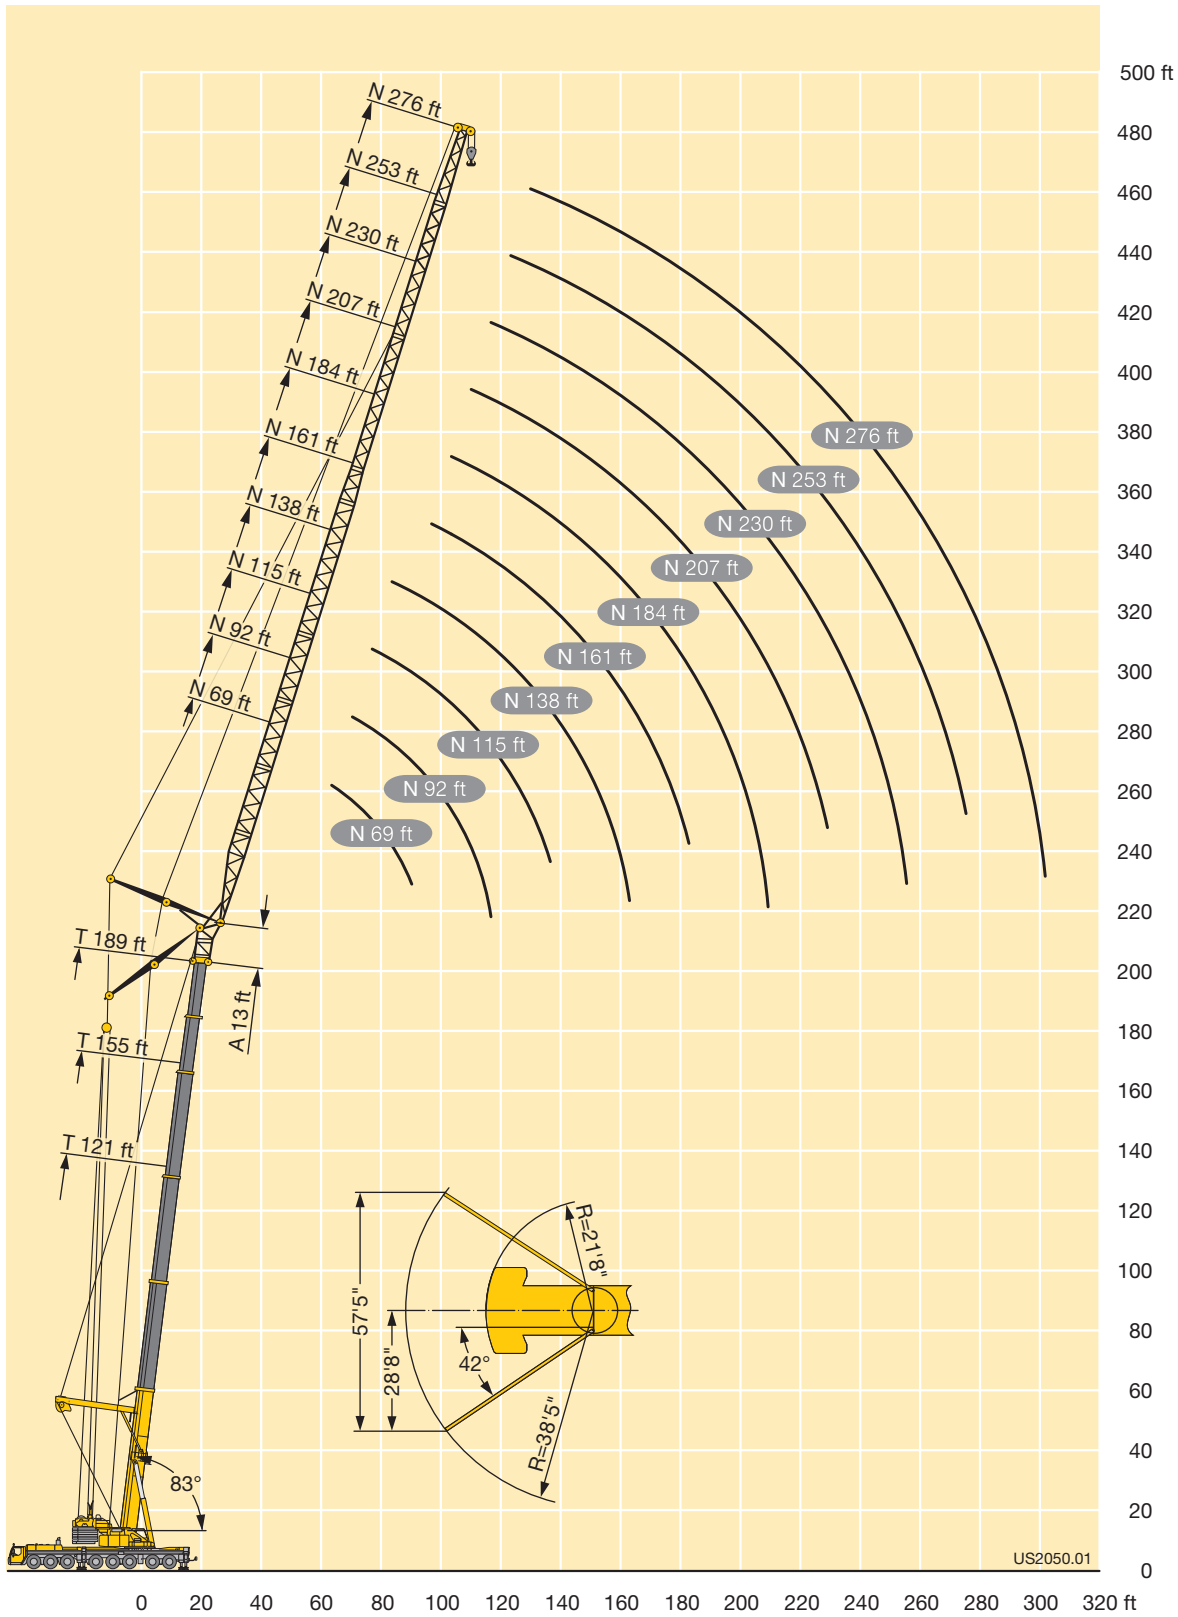 500 ft
480
460
440
420
400
380
360
340
320
300
280
260
240
220
200
180
160
140
120
100
80
60
40
20
0
N 276 ft
N 253 ft
N 230 ft
N 207 ft
N 184 ft
N 161 ft
N 138 ft
N 115 ft
N 92 ft
N 69 ft
N 276 ft
N 253 ft
N 230 ft
N 207 ft
N 184 ft
N 161 ft
N 138 ft
N 115 ft
N 92 ft
N 69 ft
T 189 ft
A 13 ft
T 155 ft
T 121 ft
83°
57'5"
28'8"
42°
R=21'8"
R=38'5"
US2050.01
0 20 40 60 80 100 120 140 160 180 200 220 240 260 280 300 320 ft